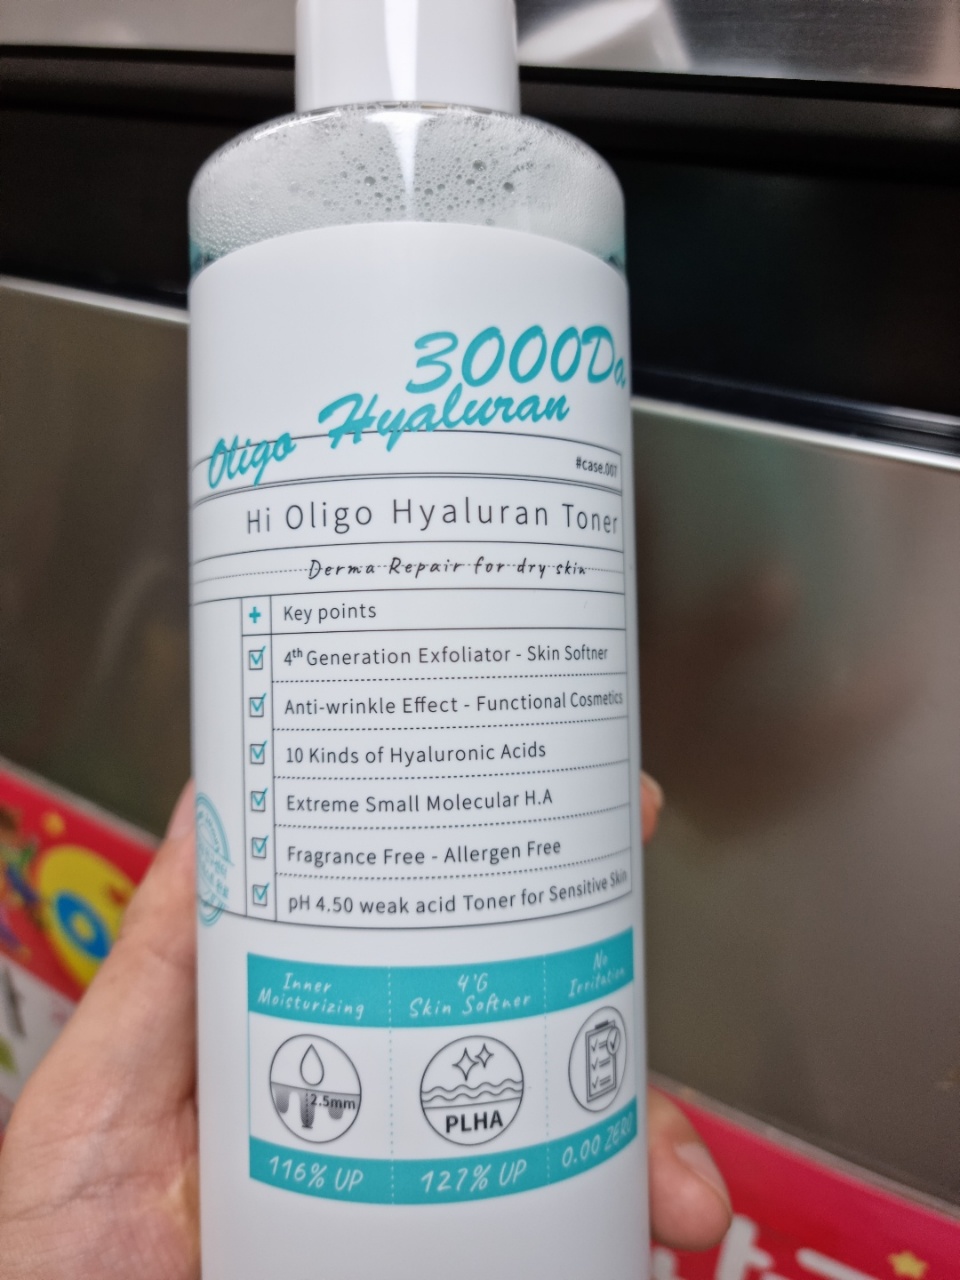 3000Da.
Oligo Hyaluran
#case.007
Hi Oligo Hyaluran Toner
Derma Repair for dry skin
+ Key points
4th Generation Exfoliator - Skin Softner
Anti-wrinkle Effect - Functional Cosmetics
10 Kinds of Hyaluronic Acids
Extreme Small Molecular H.A
Fragrance Free - Allergen Free
pH 4.50 weak acid Toner for Sensitive Skin
Inner
Moisturizing
4'G
Skin Softner
No
Irritation
2.5mm
PLHA
116% UP
127% UP
0.00 ZERO